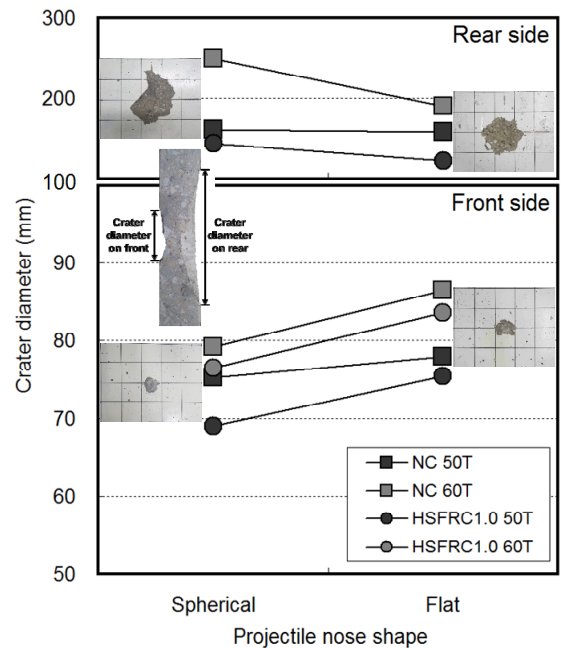 300
Rear side
200
100
Front side
Crater
diameter
on front
Crater
diameter
on rear
90
80
70
60
50
Crater diameter (mm)
NC 50T
NC 60T
HSFRC1.0 50T
HSFRC1.0 60T
Spherical
Flat
Projectile nose shape